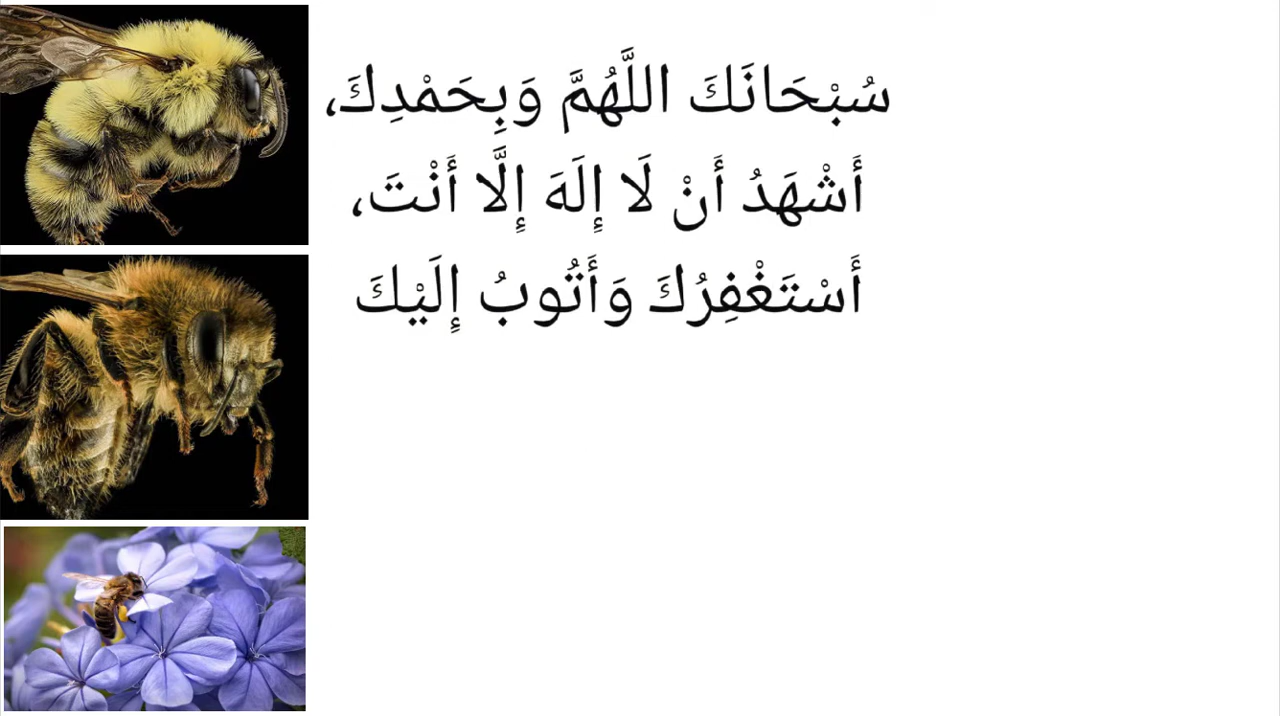 سُبْحَانَكَ اللَّهُمَّ وَبِحَمْدِكَ،
أَشْهَدُ أَنْ لَا إِلَهَ إِلَّا أَنْتَ،
أَسْتَغْفِرُكَ وَأَتُوبُ إِلَيْكَ